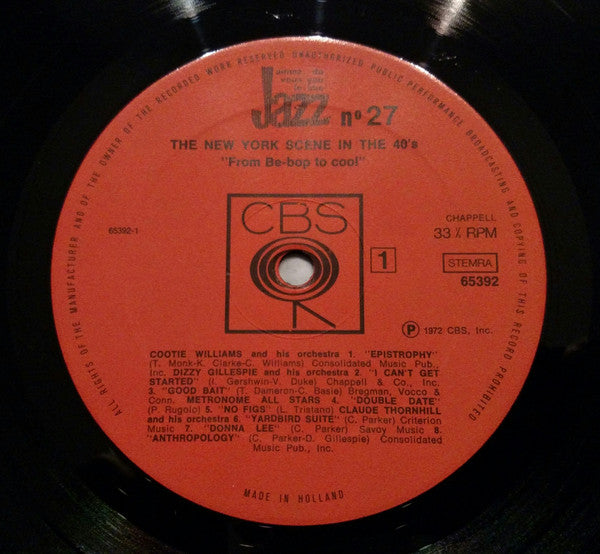 ALL RIGHTS OF THE MANUFACTURER AND OF THE OWNER OF THE RECORDED WORK RESERVED UNAUTHORIZED PUBLIC PERFORMANCE BROADCASTING AND COPYING OF THIS RECORD PROHIBITED
Jazz nº 27
THE NEW YORK SCENE IN THE 40's
"From Be-bop to cool"
CBS
65392-1
CHAPPELL
33⅓ RPM
1
STEMRA
65392
Ⓟ 1972 CBS, Inc.
COOTIE WILLIAMS and his orchestra 1. "EPISTROPHY"
(T. Monk-K. Clarke-C. Williams) Consolidated Music Pub.,
Inc. DIZZY GILLESPIE and his orchestra 2. "I CAN'T GET
STARTED" (I. Gershwin-V. Duke) Chappell & Co., Inc.
3. "GOOD BAIT" (T. Dameron-C. Basie) Bregman, Vocco &
Conn. METRONOME ALL STARS 4. "DOUBLE DATE"
(P. Rugolo) 5. "NO FIGS" (L. Tristano) CLAUDE THORNHILL
and his orchestra 6. "YARDBIRD SUITE" (C. Parker) Criterion
Music 7. "DONNA LEE" (C. Parker) Savoy Music 8.
"ANTHROPOLOGY" (C. Parker-D. Gillespie) Consolidated
Music Pub., Inc.
MADE IN HOLLAND